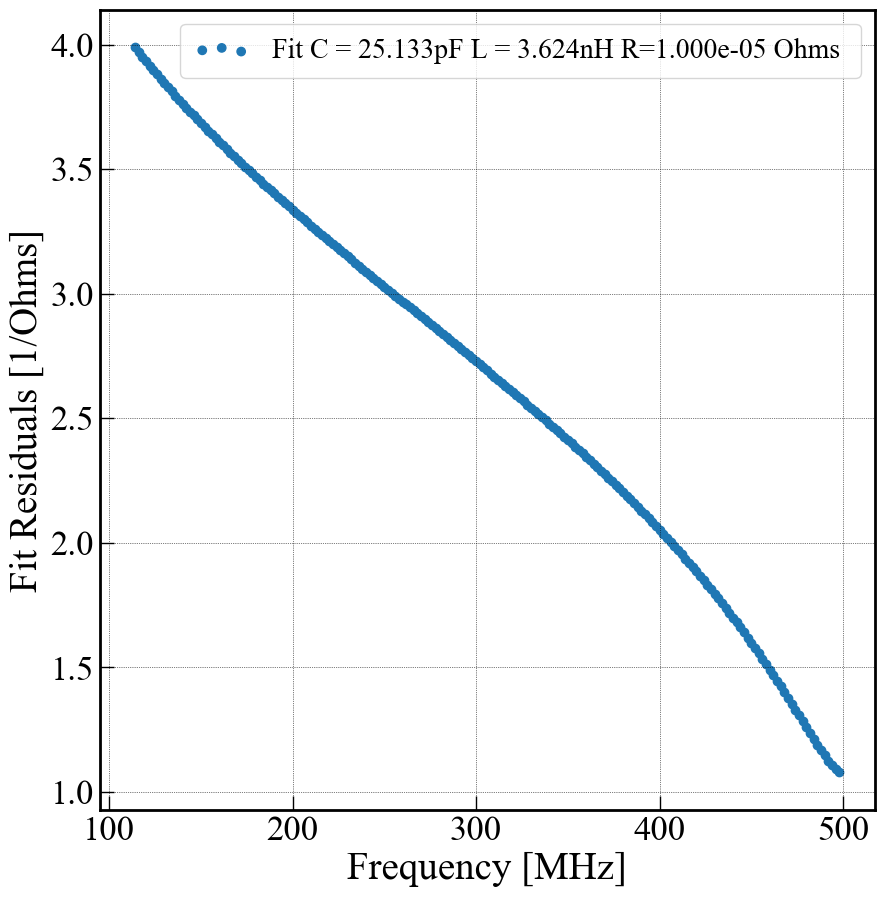 Fit C = 25.133pF L = 3.624nH R=1.000e-05 Ohms
4.0
3.5
3.0
2.5
2.0
1.5
1.0
Fit Residuals [1/Ohms]
100 200 300 400 500
Frequency [MHz]